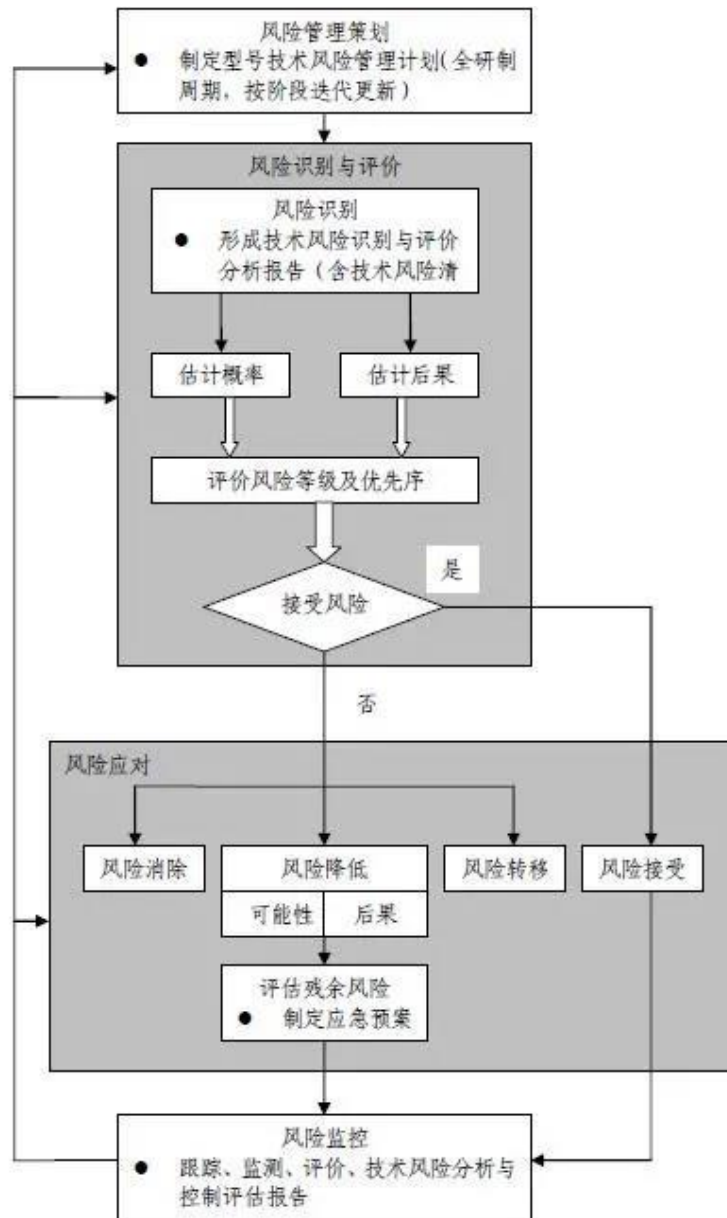 风险管理策划
● 制定型号技术风险管理计划(全研制
周期，按阶段迭代更新）
风险识别与评价
风险识别
● 形成技术风险识别与评价
分析报告（含技术风险清
估计概率
估计后果
评价风险等级及优先序
是
接受风险
否
风险应对
风险消除
风险降低
风险转移
风险接受
可能性
后果
评估残余风险
● 制定应急预案
风险监控
● 跟踪、监测、评价、技术风险分析与
控制评估报告